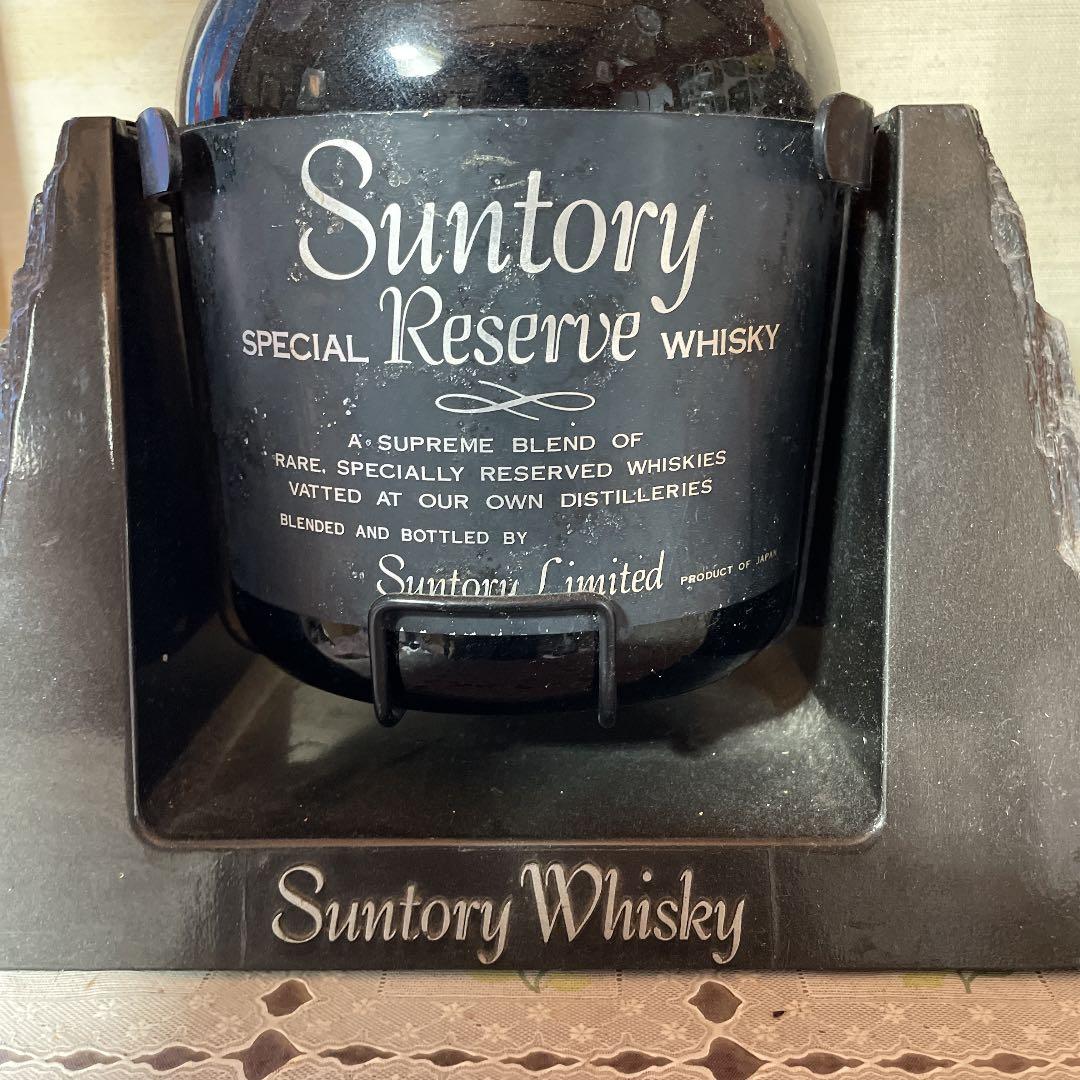 Suntory
SPECIAL Reserve WHISKY
A SUPREME BLEND OF
RARE, SPECIALLY RESERVED WHISKIES
VATTED AT OUR OWN DISTILLERIES
BLENDED AND BOTTLED BY
Suntory Limited PRODUCT OF JAPAN
Suntory Whisky